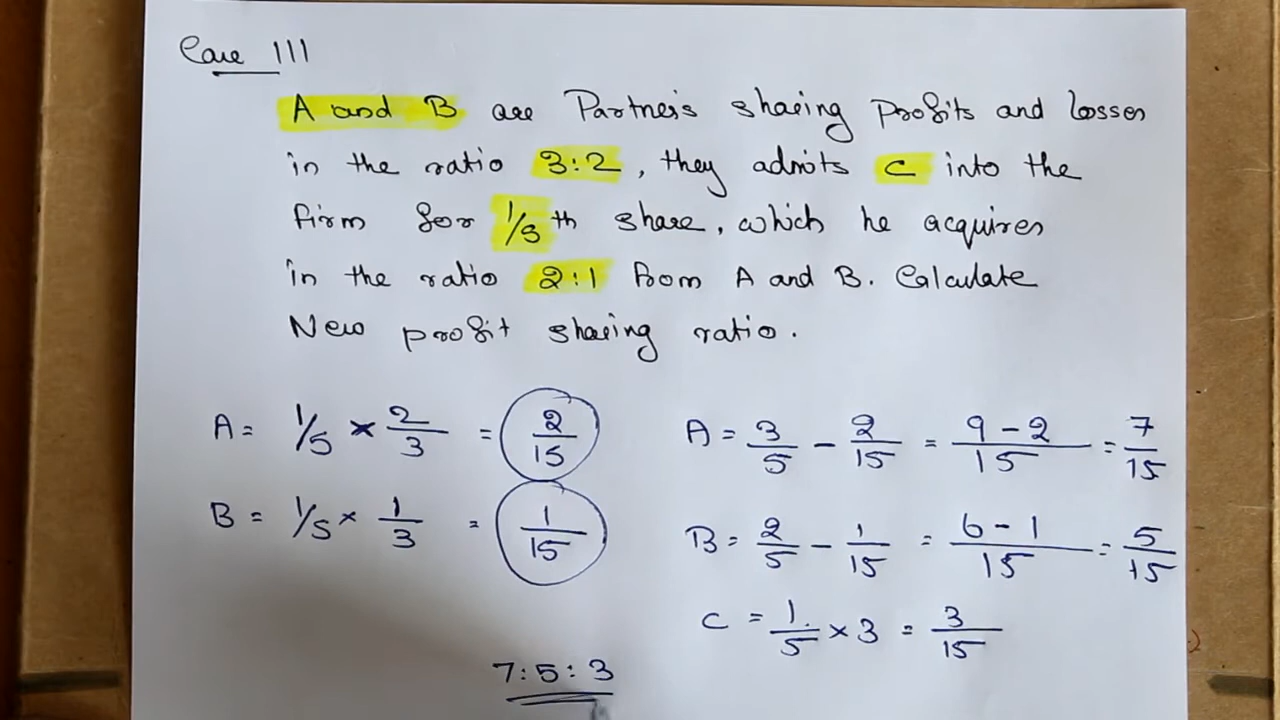 Case III
A and B are Partners sharing Profits and losses
in the ratio 3:2, they admits C into the
firm for 1/5th share, which he acquires
in the ratio 2:1 from A and B. Calculate
New profit sharing ratio.
A = 1/5 × 2/3 = 2/15
B = 1/5 × 1/3 = 1/15
A = 3/5 - 2/15 = 9-2/15 = 7/15
B = 2/5 - 1/15 = 6-1/15 = 5/15
C = 1/5 × 3 = 3/15
7:5:3